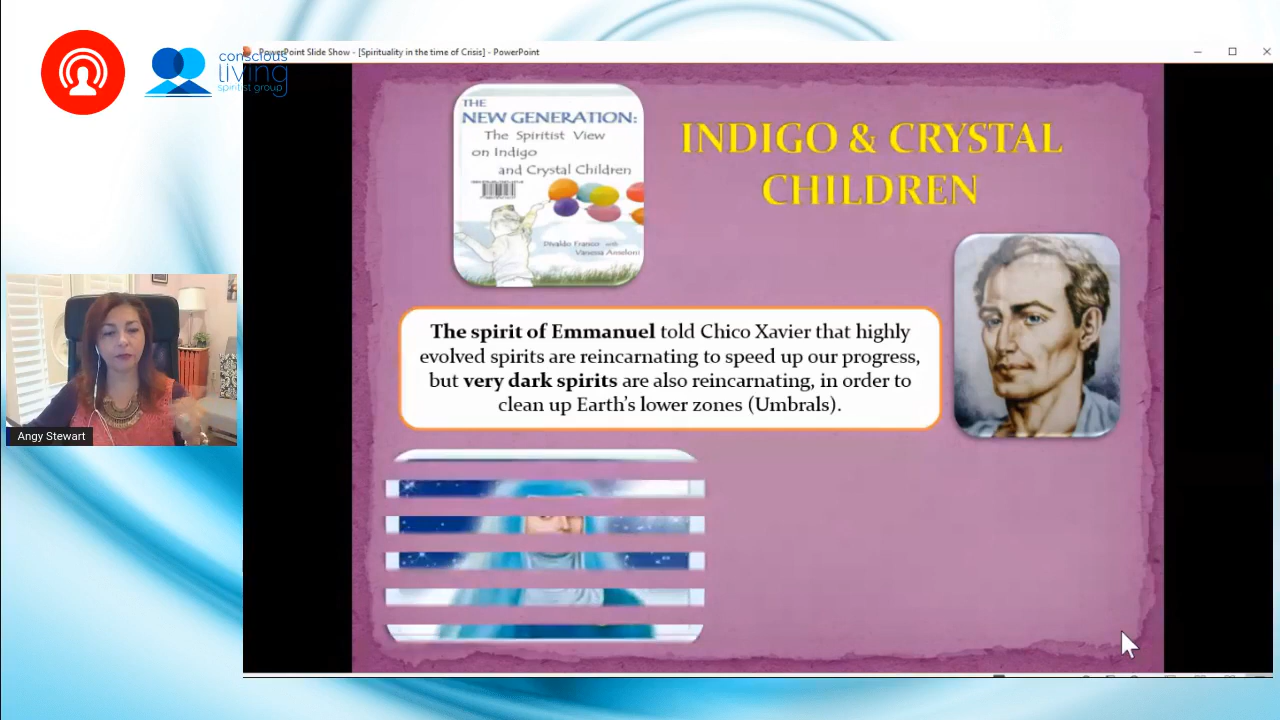 PowerPoint Slide Show - [Spirituality in the time of Crisis] - PowerPoint
conscious
living
spiritist group
THE
NEW GENERATION:
The Spiritist View
on Indigo
and Crystal Children
Divaldo Franco with
Vanessa Anseloni
INDIGO & CRYSTAL
CHILDREN
The spirit of Emmanuel told Chico Xavier that highly
evolved spirits are reincarnating to speed up our progress,
but very dark spirits are also reincarnating, in order to
clean up Earth's lower zones (Umbrals).
Angy Stewart